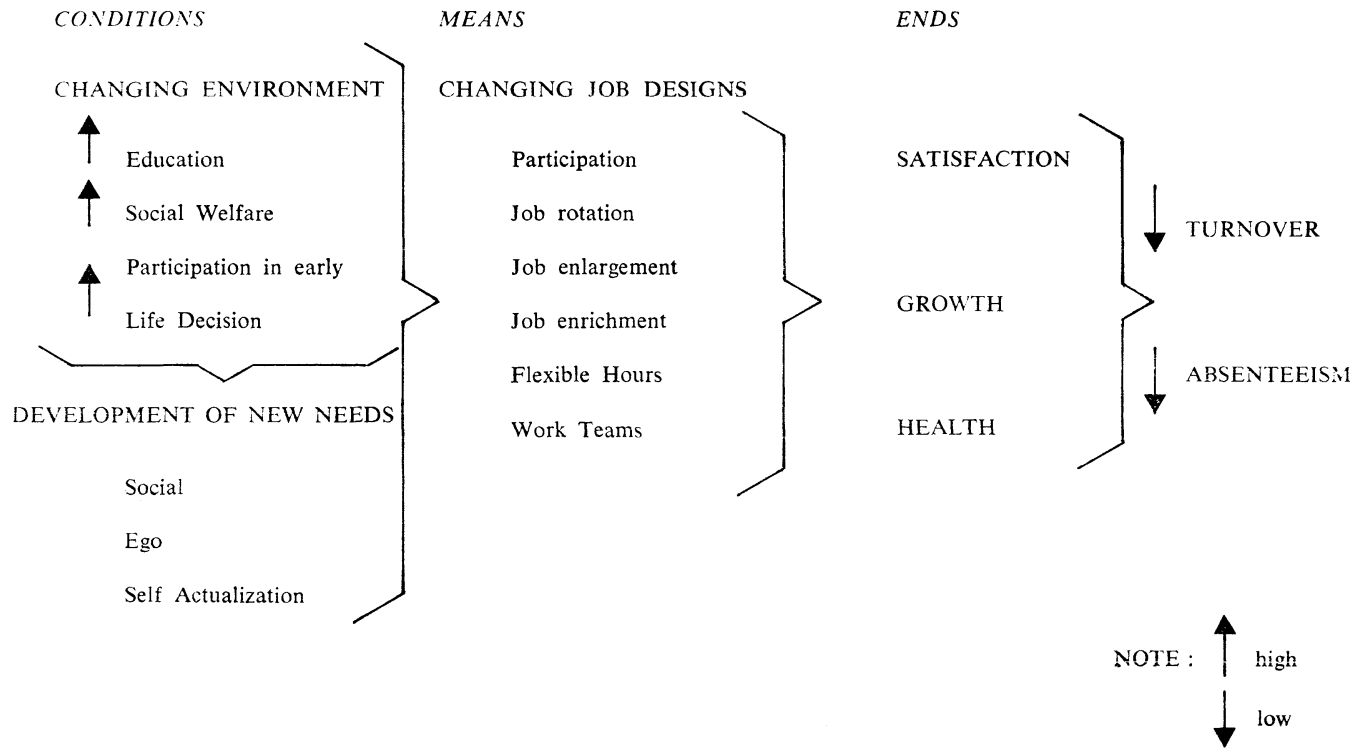 CONDITIONS
CHANGING ENVIRONMENT
Education
Social Welfare
Participation in early
Life Decision
DEVELOPMENT OF NEW NEEDS
Social
Ego
Self Actualization
MEANS
CHANGING JOB DESIGNS
Participation
Job rotation
Job enlargement
Job enrichment
Flexible Hours
Work Teams
ENDS
SATISFACTION
GROWTH
HEALTH
TURNOVER
ABSENTEEISM
NOTE :
high
low